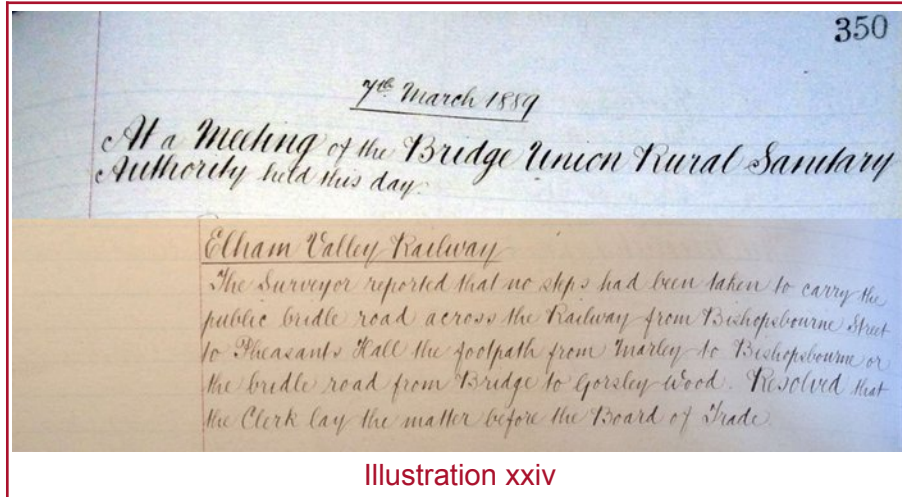 350
7th March 1889
At a Meeting of the Bridge Union Rural Sanitary
Authority held this day.
Elham Valley Railway
The Surveyor reported that no steps had been taken to carry the
public bridle road across the Railway from Bishopsbourne Street
to Pheasants Hall the footpath from Marley to Bishopsbourne or
the bridle road from Bridge to Gorsley Wood. Resolved that
the Clerk lay the matter before the Board of Trade.
Illustration xxiv